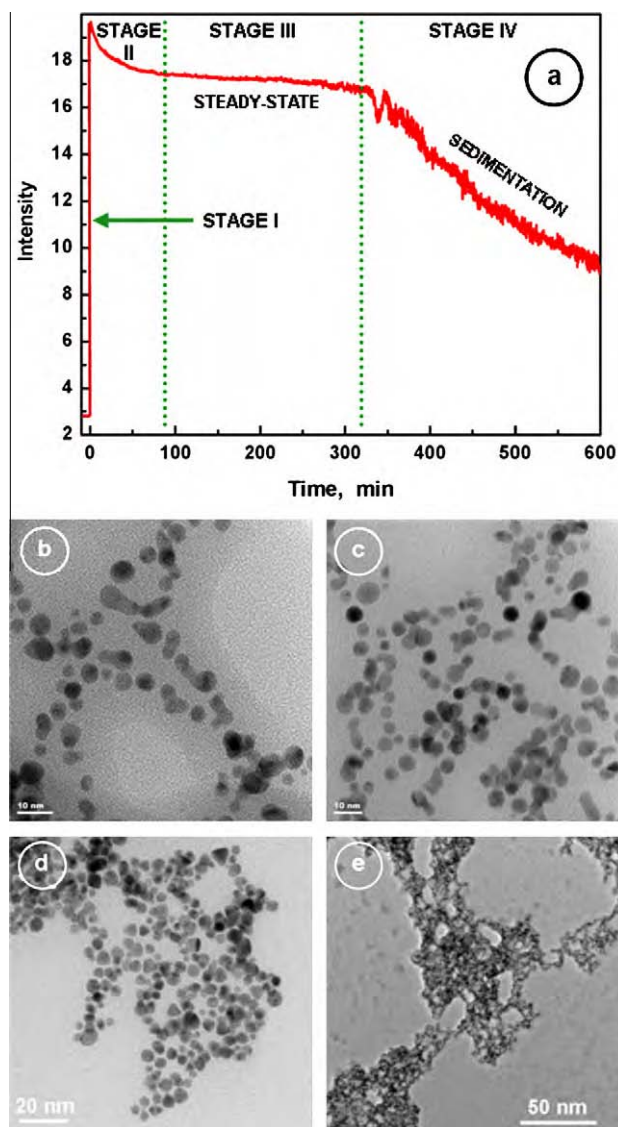 STAGE
II
STAGE III
STAGE IV
a
STEADY-STATE
SEDIMENTATION
STAGE I
Intensity
18
16
14
12
10
8
6
4
2
0
100
200
300
400
500
600
Time, min
b
10 nm
c
10 nm
d
20 nm
e
50 nm